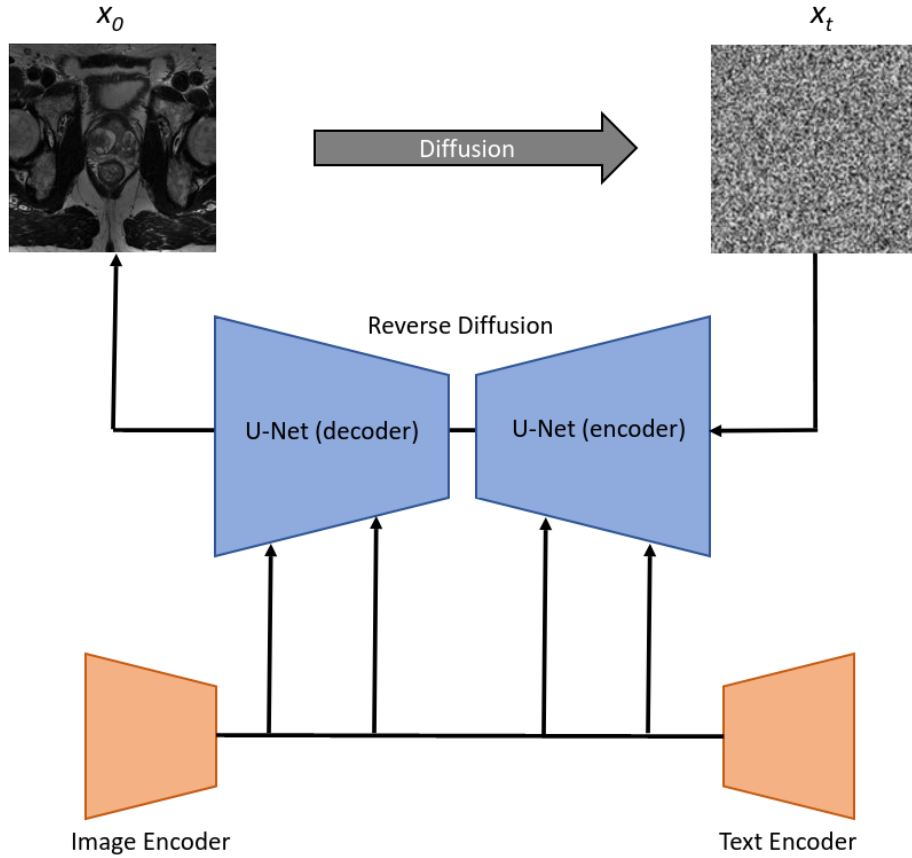 x₀
xₜ
Diffusion
Reverse Diffusion
U-Net (decoder)
U-Net (encoder)
Image Encoder
Text Encoder